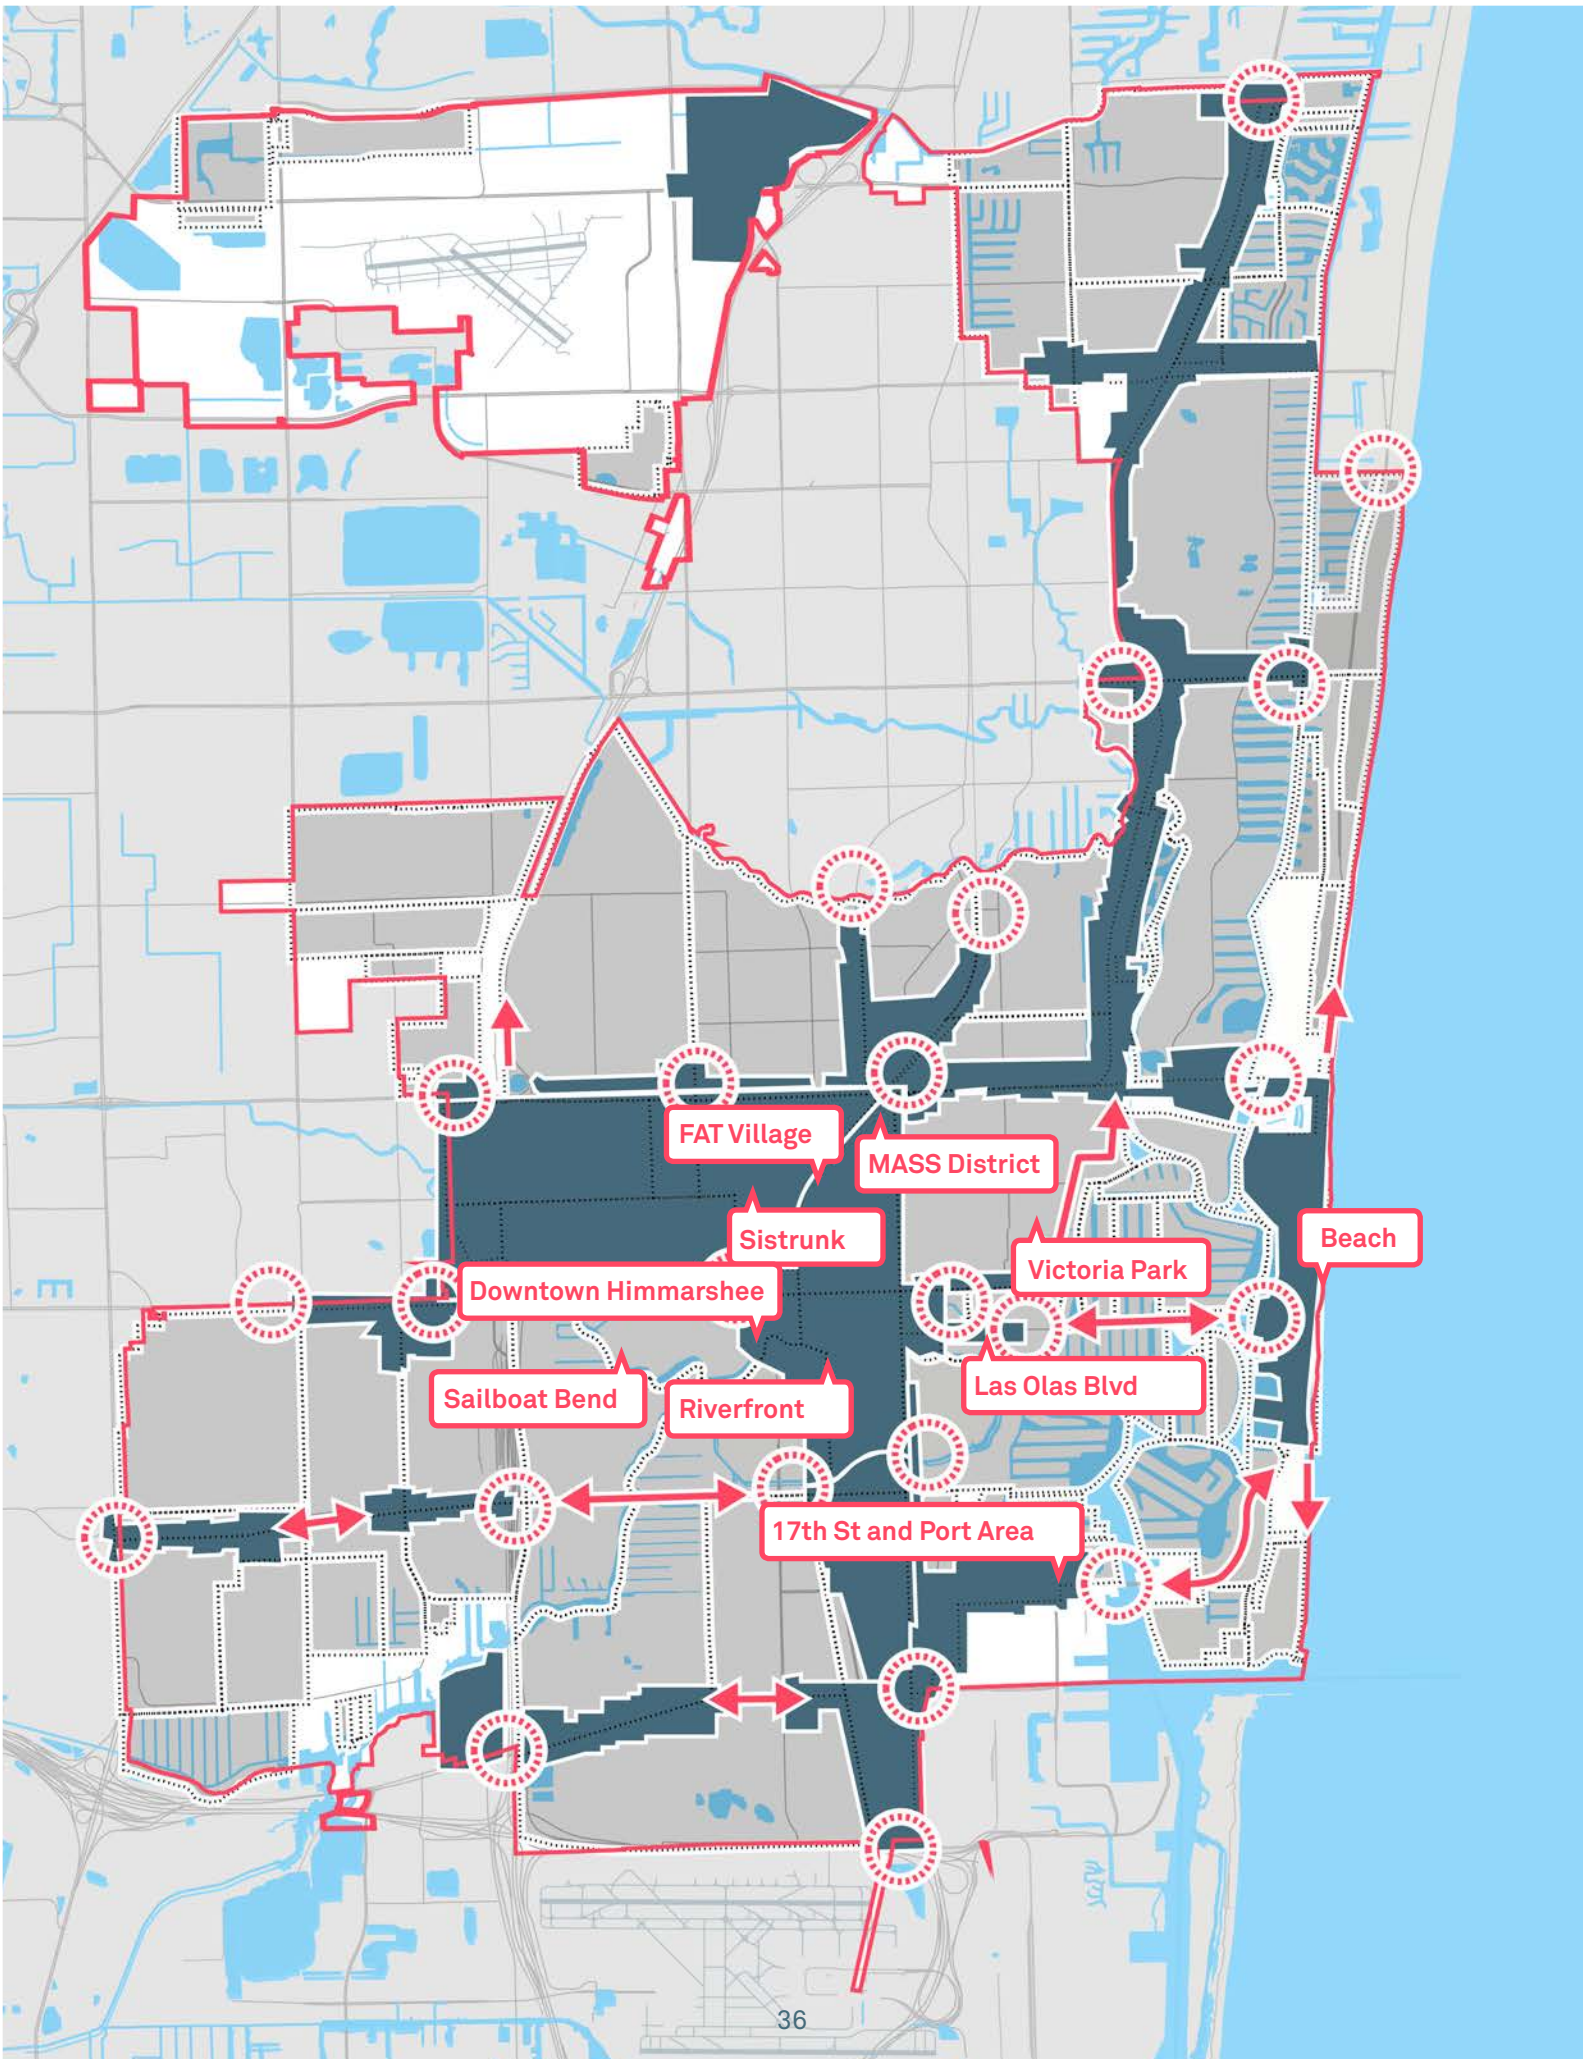 FAT Village
MASS District
Sistrunk
Beach
Victoria Park
Downtown Himmarshee
Sailboat Bend
Riverfront
Las Olas Blvd
17th St and Port Area
36